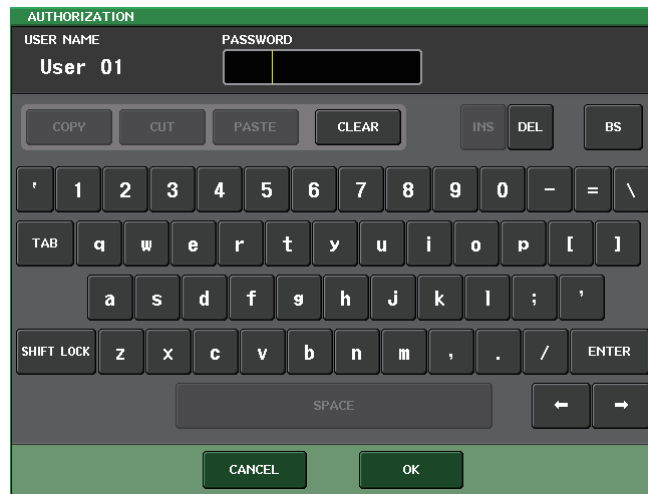 AUTHORIZATION
USER NAME PASSWORD
User 01
COPY CUT PASTE CLEAR INS DEL BS
' 1 2 3 4 5 6 7 8 9 0 - = \
TAB q w e r t y u i o p [ ]
a s d f g h j k l ; '
SHIFT LOCK z x c v b n m , . / ENTER
SPACE ← →
CANCEL OK